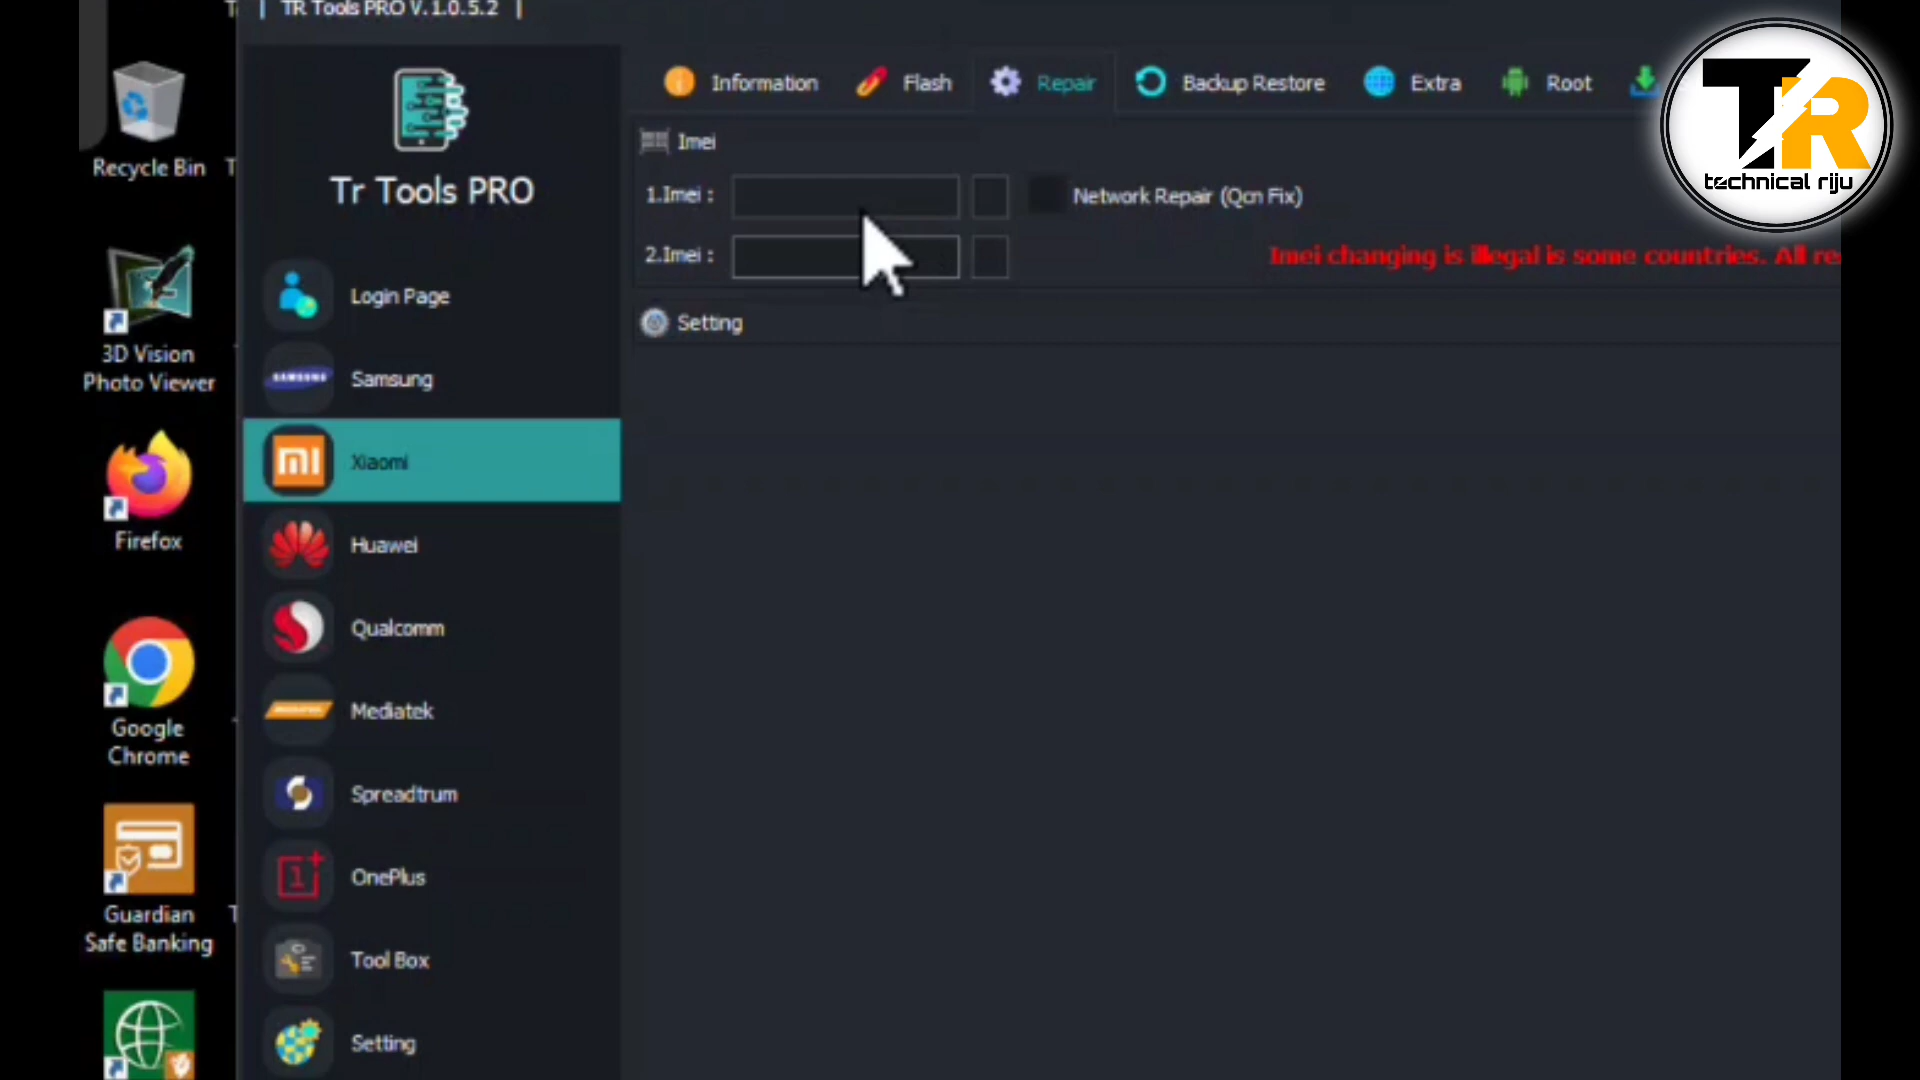 TR Tools PRO V.1.0.5.2
Tr Tools PRO
Login Page
Samsung
SAMSUNG
Xiaomi
Huawei
Qualcomm
Mediatek
Spreadtrum
OnePlus
Tool Box
Setting
Information
Flash
Repair
Backup Restore
Extra
Root
Imei
1.Imei :
Network Repair (Qcn Fix)
2.Imei :
Imei changing is illegal is some countries. All
Setting
Recycle Bin
3D Vision
Photo Viewer
Firefox
Google
Chrome
Guardian
Safe Banking
TR
technical riju